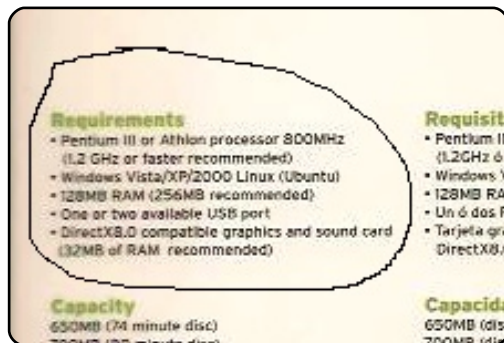 Requirements
• Pentium III or Athlon processor 800MHz
(1.2 GHz or faster recommended)
• Windows Vista/XP/2000 Linux (Ubuntu)
• 128MB RAM (256MB recommended)
• One or two available USB port
• DirectX8.0 compatible graphics and sound card
(32MB of RAM recommended)
Capacity
650MB (74 minute disc)
Requisit
• Pentium II
(1.2GHz ó
• Windows V
• 128MB RA
• Un ó dos P
• Tarjeta gra
DirectX8.
Capacida
650MB (dis